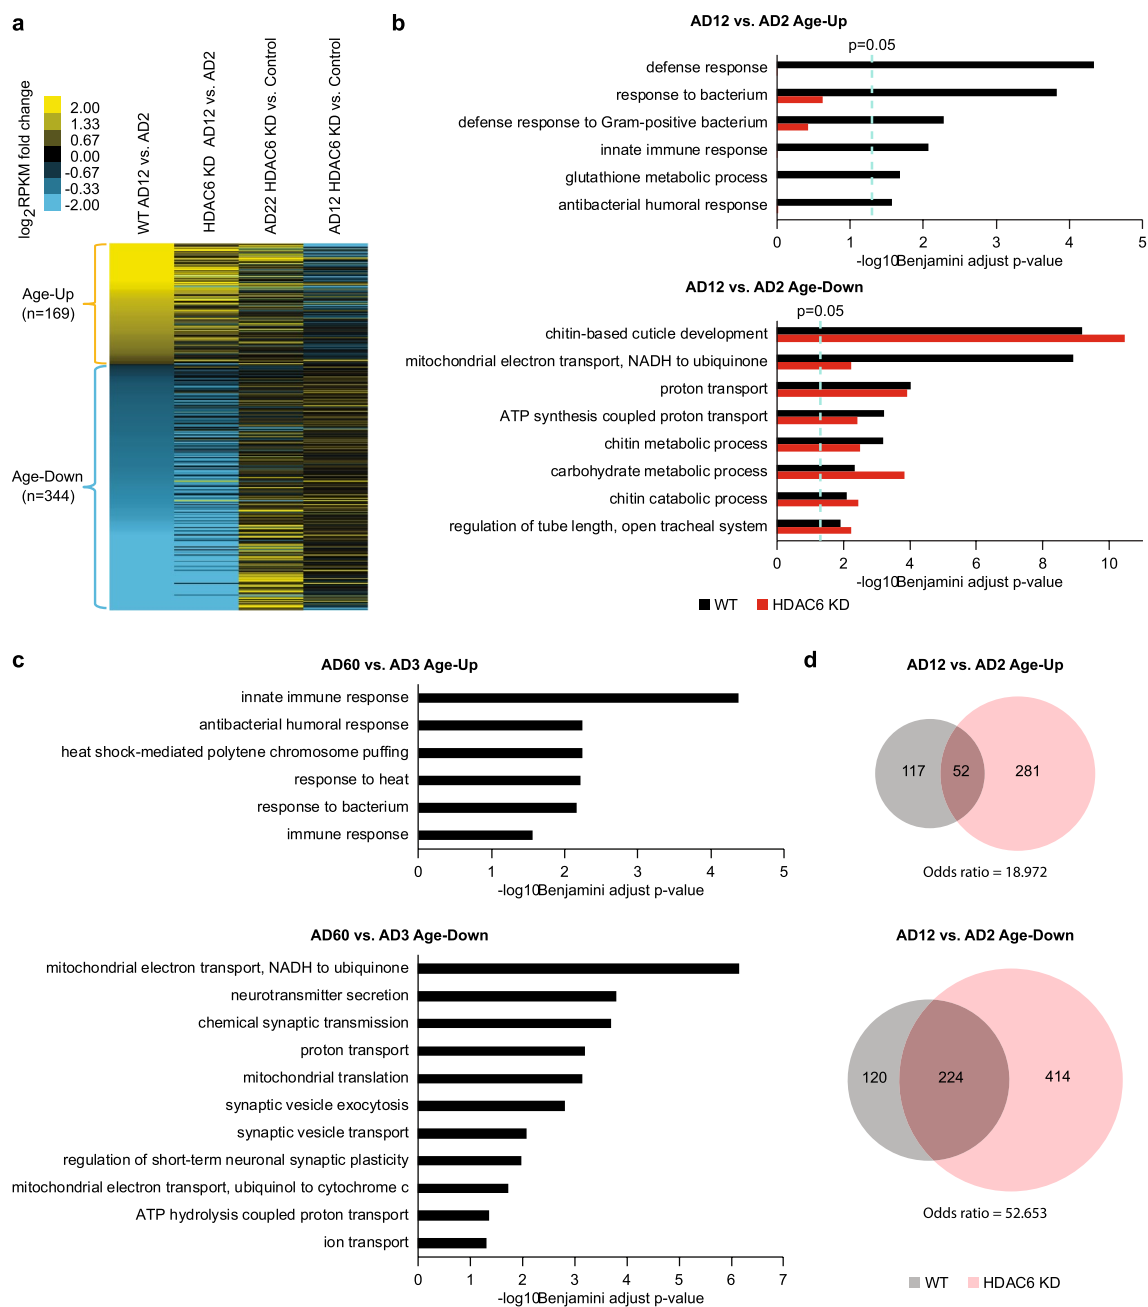 a
log2RPKM fold change
2.00
1.33
0.67
0.00
-0.67
-0.33
-2.00
WT AD12 vs. AD2
HDAC6 KD AD12 vs. AD2
AD22 HDAC6 KD vs. Control
AD12 HDAC6 KD vs. Control
Age-Up
(n=169)
Age-Down
(n=344)
b
AD12 vs. AD2 Age-Up
p=0.05
defense response
response to bacterium
defense response to Gram-positive bacterium
innate immune response
glutathione metabolic process
antibacterial humoral response
0 1 2 3 4 5
-log10Benjamini adjust p-value
AD12 vs. AD2 Age-Down
p=0.05
chitin-based cuticle development
mitochondrial electron transport, NADH to ubiquinone
proton transport
ATP synthesis coupled proton transport
chitin metabolic process
carbohydrate metabolic process
chitin catabolic process
regulation of tube length, open tracheal system
0 2 4 6 8 10
-log10Benjamini adjust p-value
WT HDAC6 KD
c
AD60 vs. AD3 Age-Up
innate immune response
antibacterial humoral response
heat shock-mediated polytene chromosome puffing
response to heat
response to bacterium
immune response
0 1 2 3 4 5
-log10Benjamini adjust p-value
AD60 vs. AD3 Age-Down
mitochondrial electron transport, NADH to ubiquinone
neurotransmitter secretion
chemical synaptic transmission
proton transport
mitochondrial translation
synaptic vesicle exocytosis
synaptic vesicle transport
regulation of short-term neuronal synaptic plasticity
mitochondrial electron transport, ubiquinol to cytochrome c
ATP hydrolysis coupled proton transport
ion transport
0 1 2 3 4 5 6 7
-log10Benjamini adjust p-value
d
AD12 vs. AD2 Age-Up
117 52 281
Odds ratio = 18.972
AD12 vs. AD2 Age-Down
120 224 414
Odds ratio = 52.653
WT HDAC6 KD